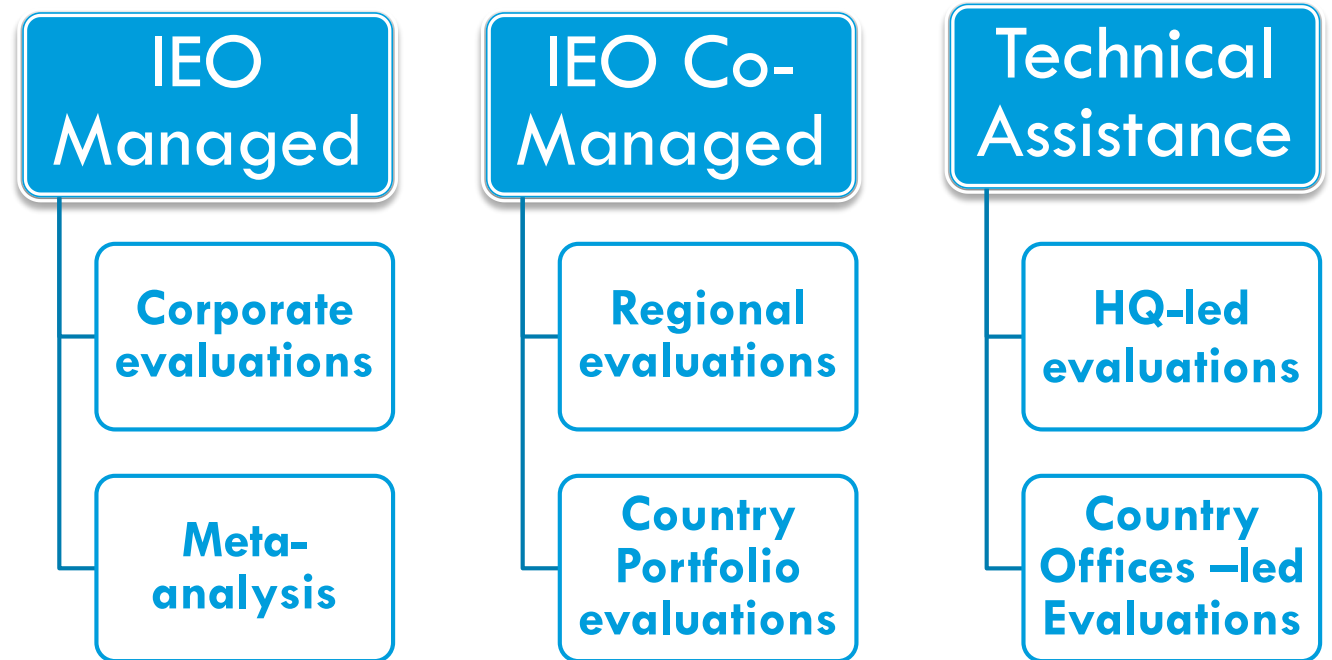 IEO
Managed
Corporate
evaluations
Meta-
analysis
IEO Co-
Managed
Regional
evaluations
Country
Portfolio
evaluations
Technical
Assistance
HQ-led
evaluations
Country
Offices –led
Evaluations